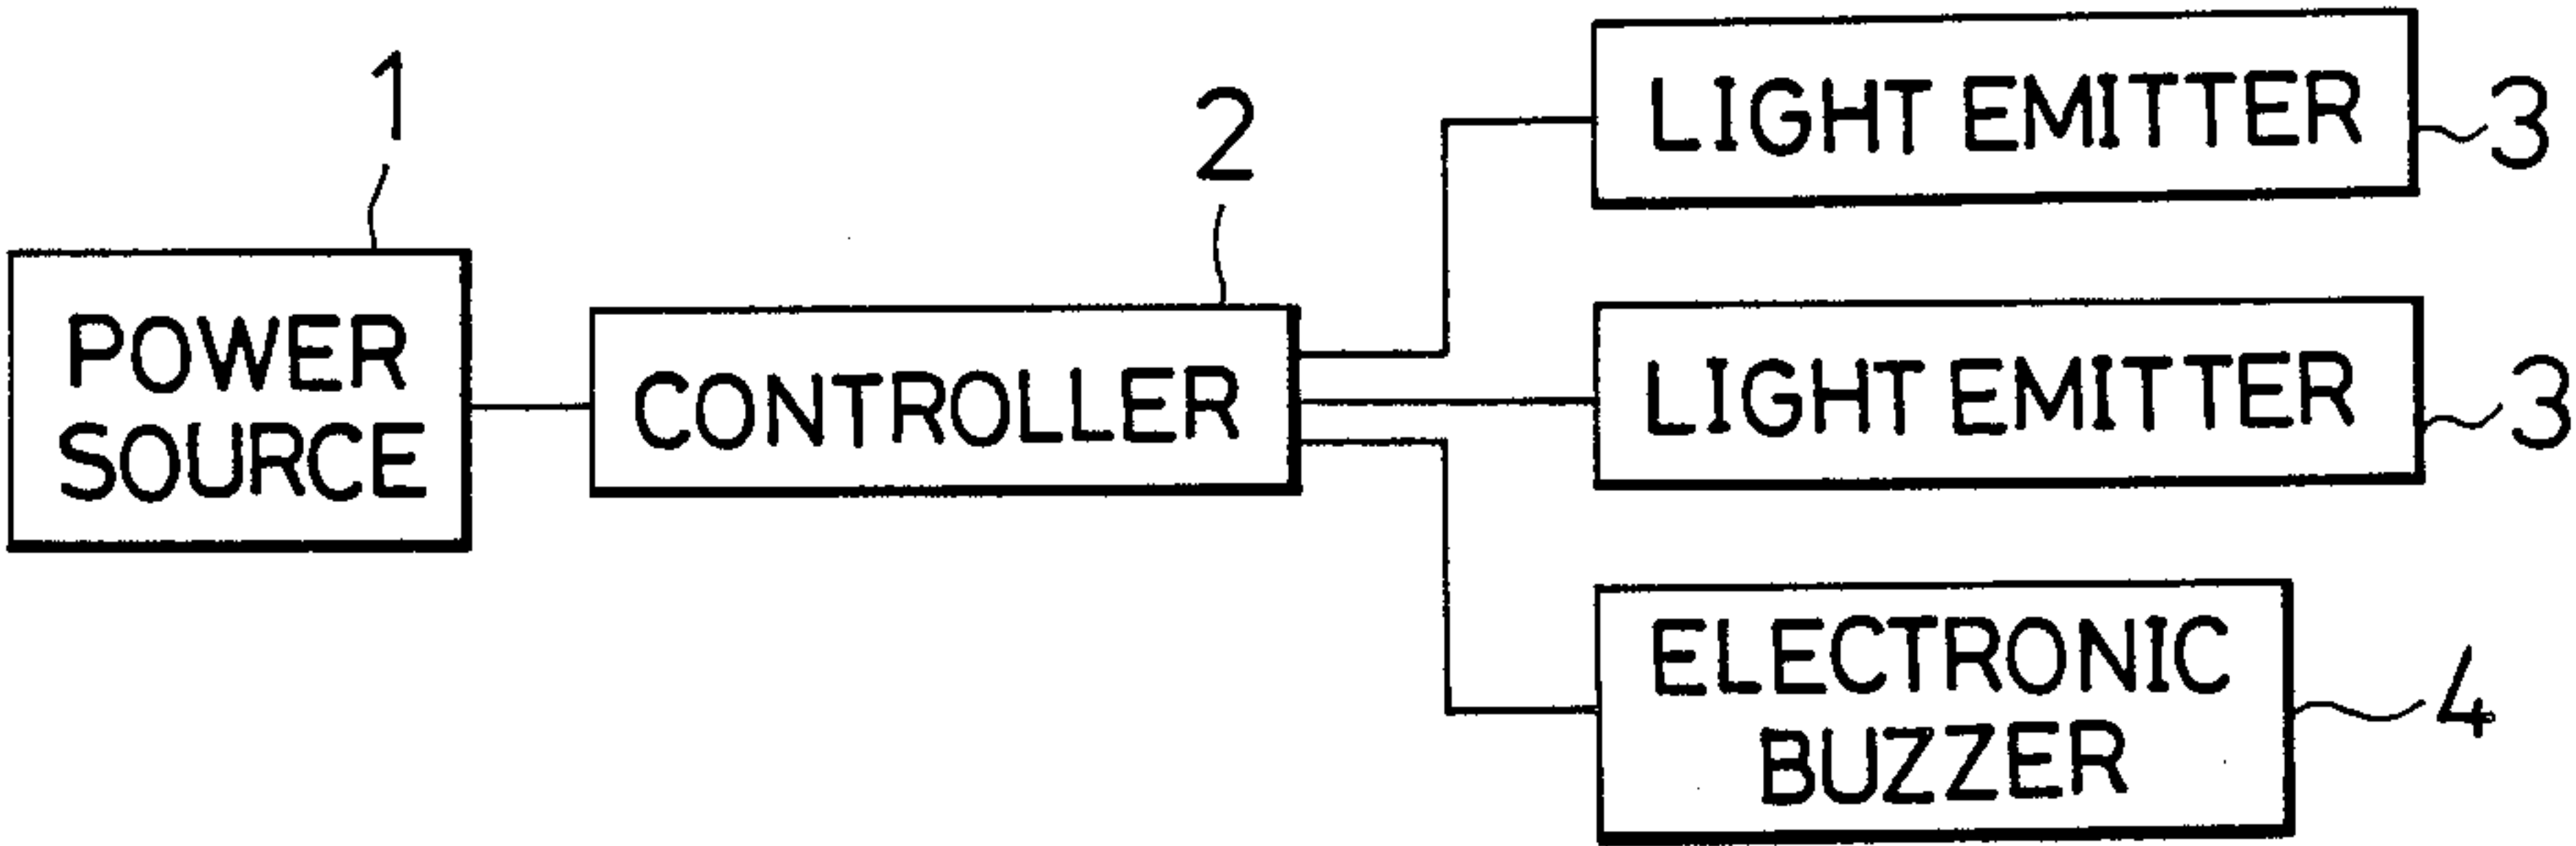 1
POWER
SOURCE
2
CONTROLLER
LIGHT EMITTER
3
LIGHT EMITTER
3
ELECTRONIC
BUZZER
4